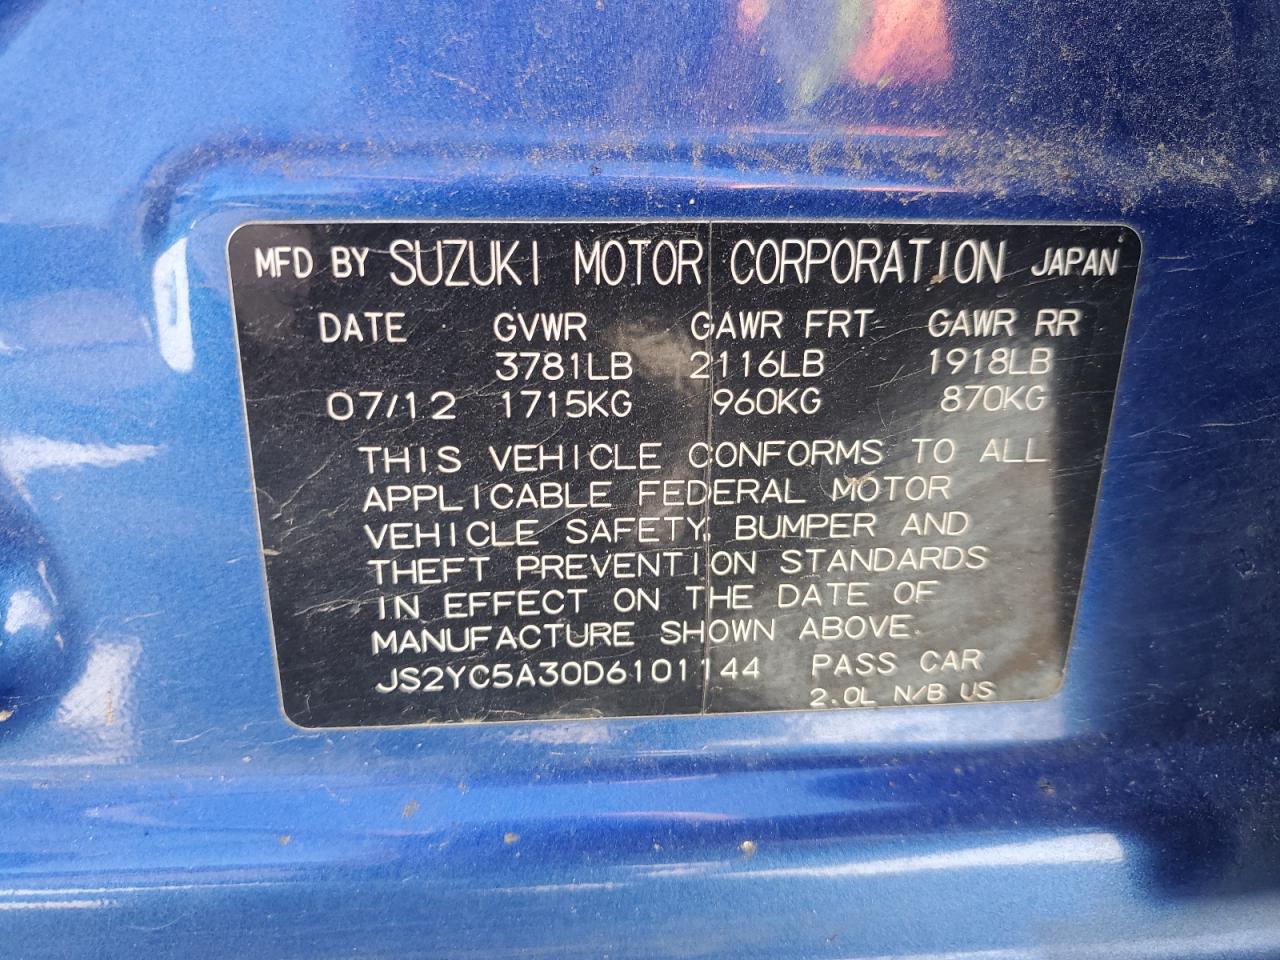 MFD BY SUZUKI MOTOR CORPORATION JAPAN
DATE GVWR GAWR FRT GAWR RR
3781LB 2116LB 1918LB
07/12 1715KG 960KG 870KG
THIS VEHICLE CONFORMS TO ALL
APPLICABLE FEDERAL MOTOR
VEHICLE SAFETY, BUMPER AND
THEFT PREVENTION STANDARDS
IN EFFECT ON THE DATE OF
MANUFACTURE SHOWN ABOVE.
JS2YC5A30D6101144 PASS CAR
2.0L N/B US